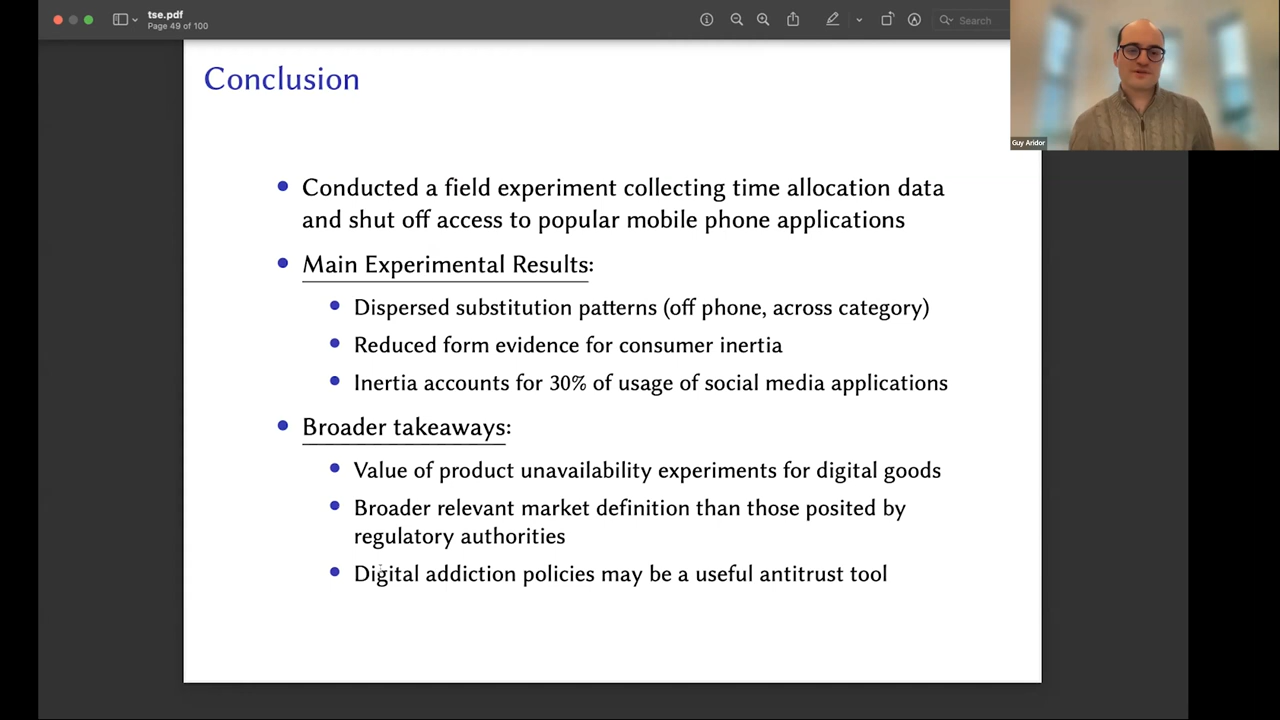 tse.pdf
Page 49 of 100
Search
Guy Aridor
Conclusion
• Conducted a field experiment collecting time allocation data
and shut off access to popular mobile phone applications
• Main Experimental Results:
• Dispersed substitution patterns (off phone, across category)
• Reduced form evidence for consumer inertia
• Inertia accounts for 30% of usage of social media applications
• Broader takeaways:
• Value of product unavailability experiments for digital goods
• Broader relevant market definition than those posited by
regulatory authorities
• Digital addiction policies may be a useful antitrust tool